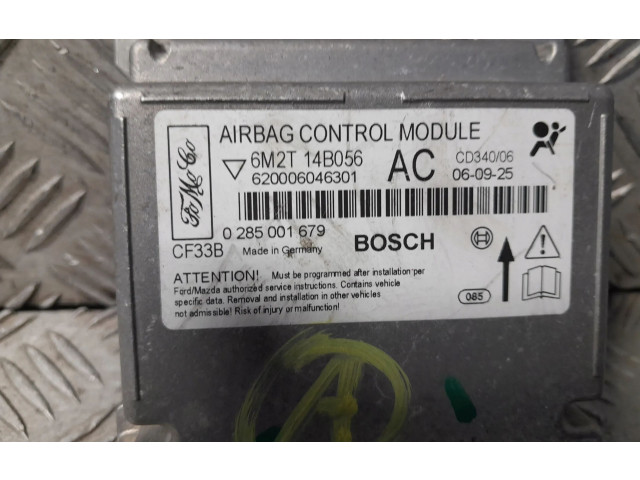 FoMoCo
AIRBAG CONTROL MODULE
6M2T 14B056 AC CD340/06
620006046301 06-09-25
0 285 001 679
CF33B Made in Germany BOSCH
ATTENTION! Must be programmed after installation per
Ford/Mazda authorized service instructions. Contains vehicle
specific data. Removal and installation in other vehicles
not allowed! Risk of injury or malfunction!
085
A